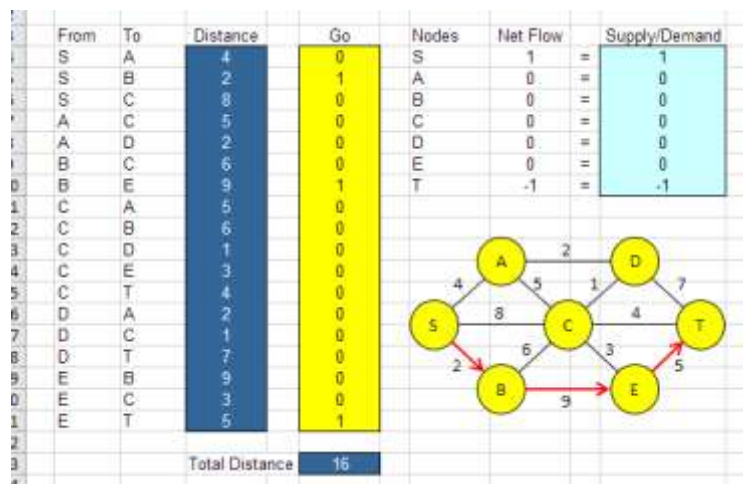 From To Distance Go Nodes Net Flow Supply/Demand
S A 4 0 S 1 = 1
S B 2 1 A 0 = 0
S C 8 0 B 0 = 0
A C 5 0 C 0 = 0
A D 2 0 D 0 = 0
B C 6 0 E 0 = 0
B E 9 1 T -1 = -1
C A 5 0
C B 6 0
C D 1 0
C E 3 0
C T 4 0
D A 2 0
D C 1 0
D T 7 0
E B 9 0
E C 3 0
E T 5 1
Total Distance 16
A 2 D
4 5 1 7
S 8 C 4 T
2 6 3 5
B 9 E